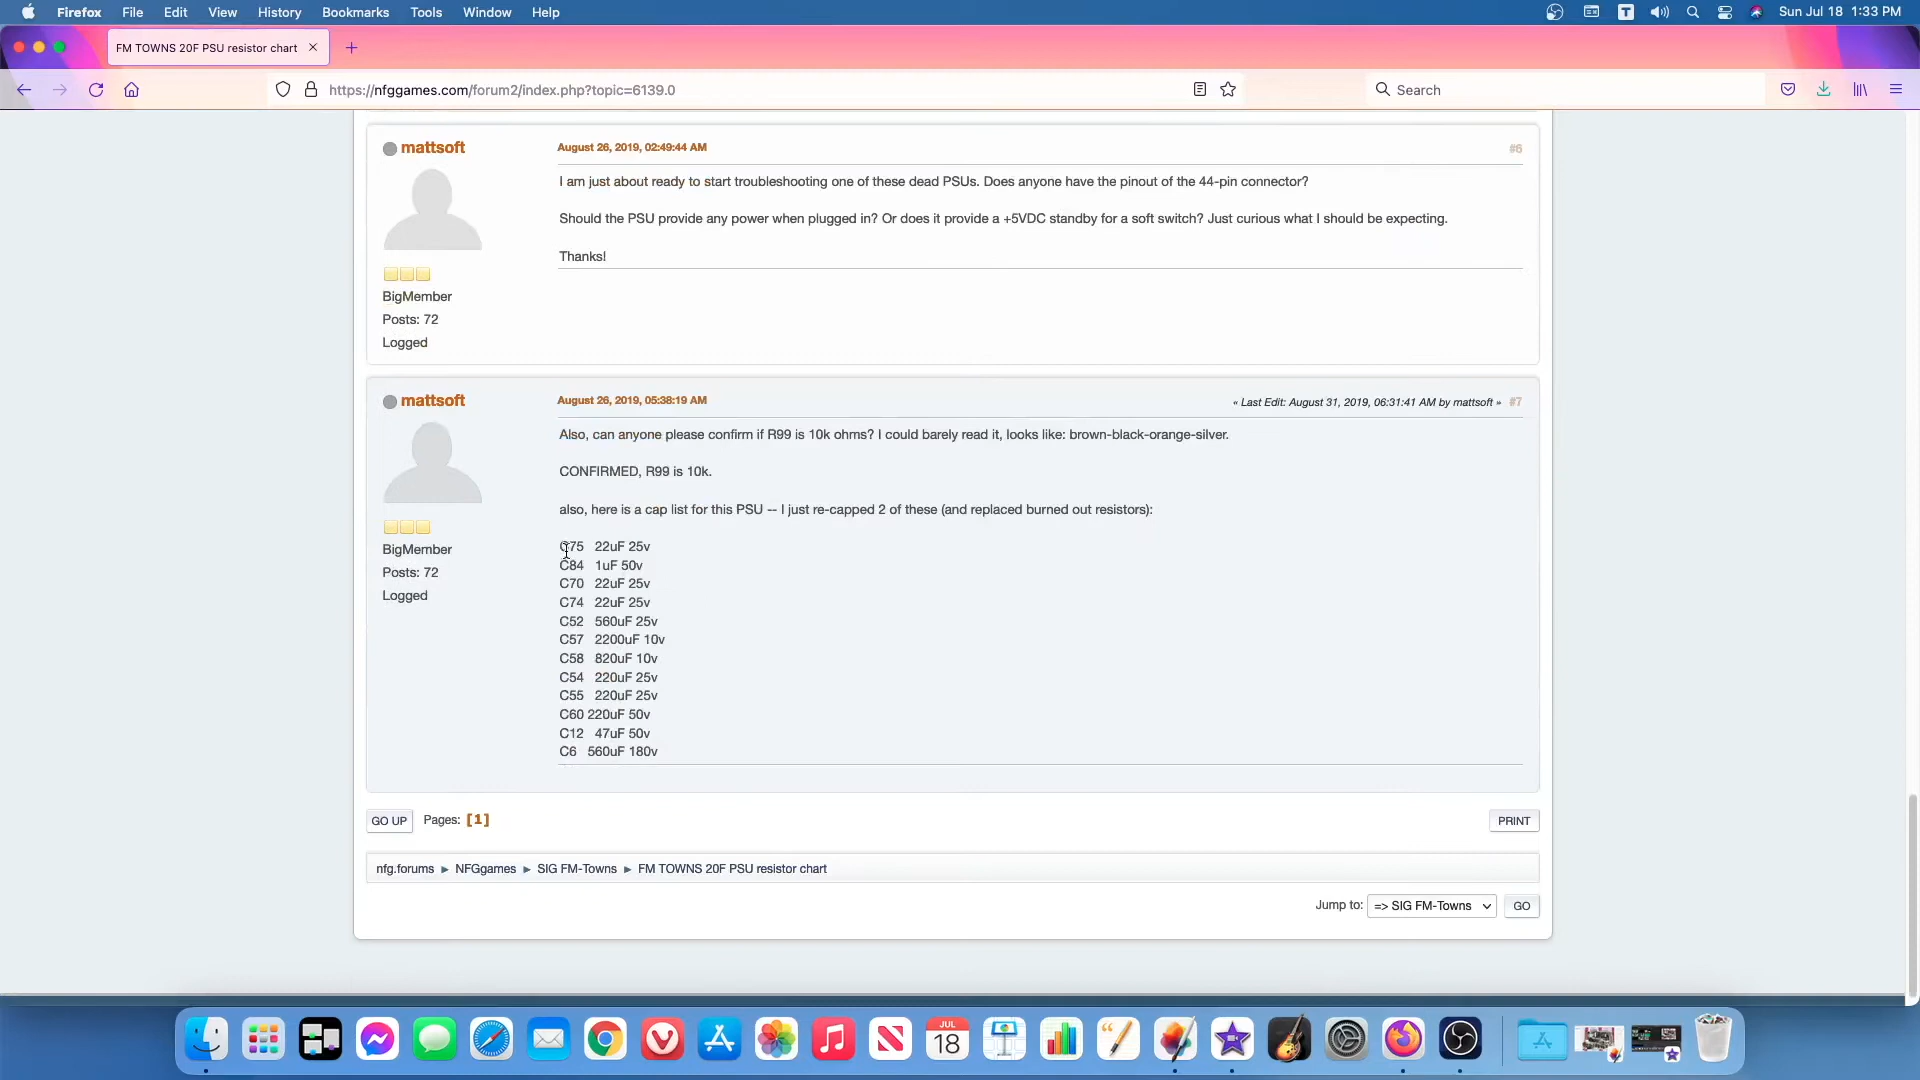 Firefox File Edit View History Bookmarks Tools Window Help Sun Jul 18 1:33 PM
FM TOWNS 20F PSU resistor chart
https://nfggames.com/forum2/index.php?topic=6139.0 Search
mattsoft August 26, 2019, 02:49:44 AM #6
I am just about ready to start troubleshooting one of these dead PSUs. Does anyone have the pinout of the 44-pin connector?
Should the PSU provide any power when plugged in? Or does it provide a +5VDC standby for a soft switch? Just curious what I should be expecting.
Thanks!
BigMember
Posts: 72
Logged
mattsoft August 26, 2019, 05:38:19 AM « Last Edit: August 31, 2019, 06:31:41 AM by mattsoft » #7
Also, can anyone please confirm if R99 is 10k ohms? I could barely read it, looks like: brown-black-orange-silver.
CONFIRMED, R99 is 10k.
also, here is a cap list for this PSU -- I just re-capped 2 of these (and replaced burned out resistors):
BigMember
Posts: 72
Logged
C75 22uF 25v
C84 1uF 50v
C70 22uF 25v
C74 22uF 25v
C52 560uF 25v
C57 2200uF 10v
C58 820uF 10v
C54 220uF 25v
C55 220uF 25v
C60 220uF 50v
C12 47uF 50v
C6 560uF 180v
GO UP Pages: [1] PRINT
nfg.forums ► NFGgames ► SIG FM-Towns ► FM TOWNS 20F PSU resistor chart
Jump to: => SIG FM-Towns GO
JUL
18